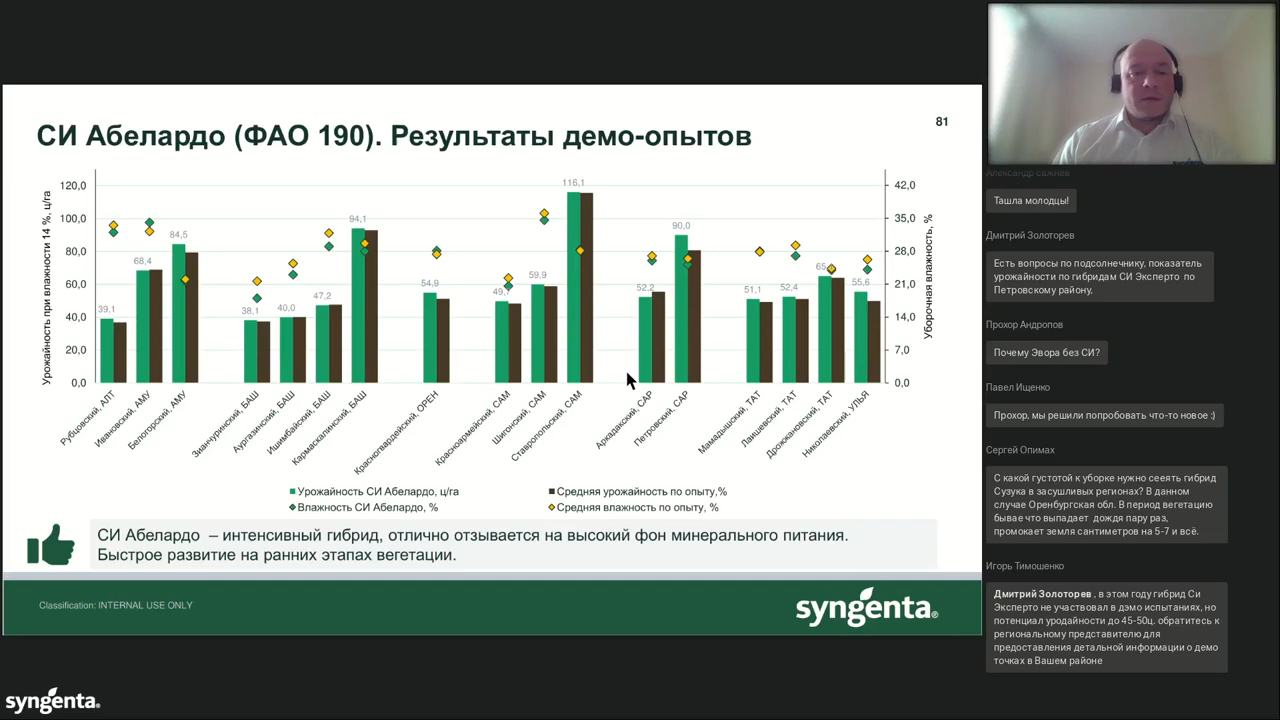 СИ Абелардо (ФАО 190). Результаты демо-опытов
81
Урожайность при влажности 14 %, ц/га
120,0
100,0
80,0
60,0
40,0
20,0
0,0
42,0
35,0
28,0
21,0
14,0
7,0
0,0
Уборочная влажность, %
39,1
68,4
84,5
38,1
40,0
47,2
94,1
54,9
49,7
59,9
116,1
52,2
90,0
51,1
52,4
55,6
Рубцовский, АЛТ
Ивановский, АМУ
Белогорский, АМУ
Зианчуринский, БАШ
Аургазинский, БАШ
Ишимбайский, БАШ
Кармаскалинский, БАШ
Красногвардейский, ОРЕН
Красноармейский, САМ
Шигонский, САМ
Ставропольский, САМ
Аркадакский, САР
Петровский, САР
Мамадышский, ТАТ
Лаишевский, ТАТ
Дрожжановский, ТАТ
Николаевский, УЛЬЯ
Урожайность СИ Абелардо, ц/га
Средняя урожайность по опыту,%
Влажность СИ Абелардо, %
Средняя влажность по опыту, %
СИ Абелардо – интенсивный гибрид, отлично отзывается на высокий фон минерального питания.
Быстрое развитие на ранних этапах вегетации.
Classification: INTERNAL USE ONLY
syngenta®
syngenta.
Александр Сажнев
Ташла молодцы!
Дмитрий Золоторев
Есть вопросы по подсолнечнику, показатель
урожайности по гибридам СИ Эксперто по
Петровскому району.
Прохор Андропов
Почему Эвора без СИ?
Павел Ищенко
Прохор, мы решили попробовать что-то новое :)
Сергей Опимах
С какой густотой к уборке нужно сееять гибрид
Сузука в засушливых регионах? В данном
случае Оренбургская обл. В период вегетацию
бывае что выпадает дождя пару раз,
промокает земля сантиметров на 5-7 и всё.
Игорь Тимошенко
Дмитрий Золоторев , в этом году гибрид Си
Эксперто не участвовал в дэмо испытаниях, но
потенциал уродайности до 45-50ц. обратитесь к
региональному представителю для
предоставления детальной информации о демо
точках в Вашем районе